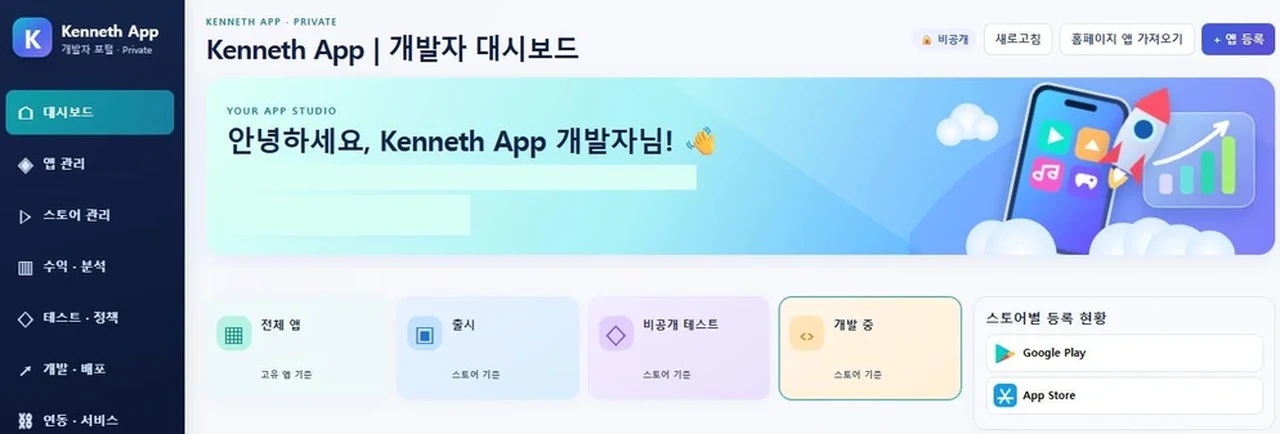 K
Kenneth App
개발자 포털 · Private
대시보드
앱 관리
스토어 관리
수익 · 분석
테스트 · 정책
개발 · 배포
연동 · 서비스
KENNETH APP · PRIVATE
Kenneth App | 개발자 대시보드
비공개
새로고침
홈페이지 앱 가져오기
+ 앱 등록
YOUR APP STUDIO
안녕하세요, Kenneth App 개발자님! 👋
전체 앱
고유 앱 기준
출시
스토어 기준
비공개 테스트
스토어 기준
개발 중
스토어 기준
스토어별 등록 현황
Google Play
App Store